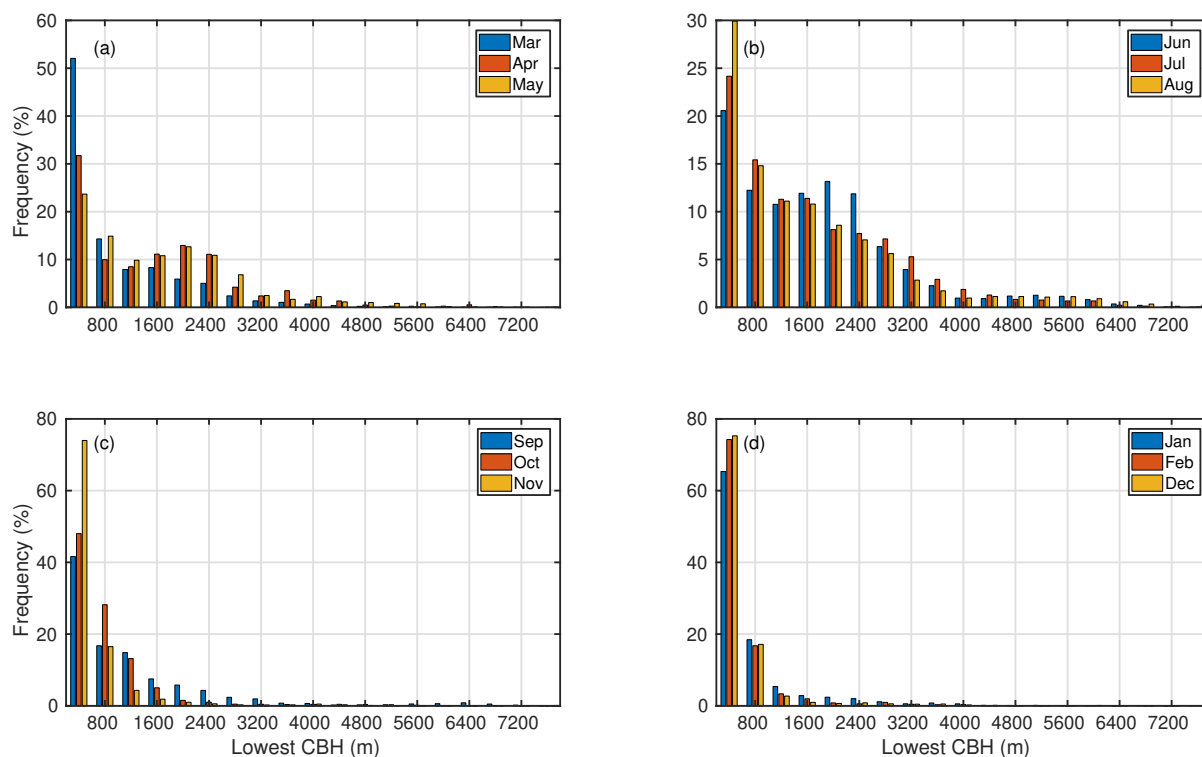 (a)
Mar
Apr
May
Frequency (%)
60
50
40
30
20
10
0
800 1600 2400 3200 4000 4800 5600 6400 7200
(b)
Jun
Jul
Aug
30
25
20
15
10
5
0
800 1600 2400 3200 4000 4800 5600 6400 7200
(c)
Sep
Oct
Nov
Frequency (%)
80
60
40
20
0
800 1600 2400 3200 4000 4800 5600 6400 7200
Lowest CBH (m)
(d)
Jan
Feb
Dec
80
60
40
20
0
800 1600 2400 3200 4000 4800 5600 6400 7200
Lowest CBH (m)